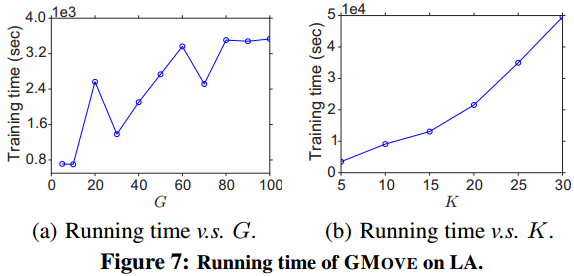 4.0 1e3
3.2
2.4
1.6
0.8
0 20 40 60 80 100
G
Training time (sec)
5 1e4
4
3
2
1
0
5 10 15 20 25 30
K
Training time (sec)
(a) Running time v.s. G.
(b) Running time v.s. K.
Figure 7: Running time of GMOVE on LA.